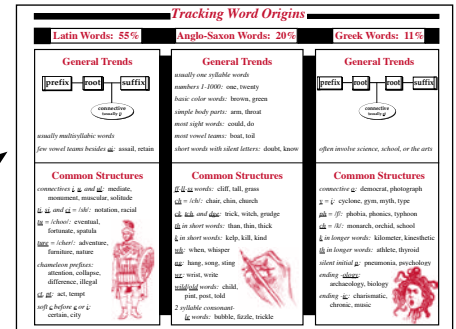 Tracking Word Origins
Latin Words: 55%
General Trends
prefix root suffix
connective
(usually i)
usually multisyllabic words
few vowel teams besides ai: assail, retain
Common Structures
connectives i, u, and ul: mediate,
monument, muscular, solitude
ti, si, and ci = /sh/: notation, racial
tu = /choo/: eventual,
fortunate, spatula
ture = /cher/: adventure,
furniture, nature
chameleon prefixes:
attention, collapse,
difference, illegal
ct, pt: act, tempt
soft c before e or i:
certain, city
Anglo-Saxon Words: 20%
General Trends
usually one syllable words
numbers 1-1000: one, twenty
basic color words: brown, green
simple body parts: arm, throat
most sight words: could, do
most vowel teams: boat, toil
short words with silent letters: doubt, know
Common Structures
ff-ll-ss words: cliff, tall, grass
ch = /ch/: chair, chin, church
ck, tch, and dge: trick, witch, grudge
th in short words: than, thin, thick
k in short words: kelp, kill, kind
wh: when, whisper
ng: hang, song, sting
wr: wrist, write
wild/old words: child,
pint, post, told
2 syllable consonant-
le words: bubble, fizzle, trickle
Greek Words: 11%
General Trends
prefix root root suffix
connective
(usually o)
often involve science, school, or the arts
Common Structures
connective o: democrat, photograph
y = i: cyclone, gym, myth, type
ph = /f/: phobia, phonics, typhoon
ch = /k/: monarch, orchid, school
k in longer words: kilometer, kinesthetic
th in longer words: athlete, thyroid
silent initial p: pneumonia, psychology
ending -ology:
archaeology, biology
ending -ic: charismatic,
chronic, music